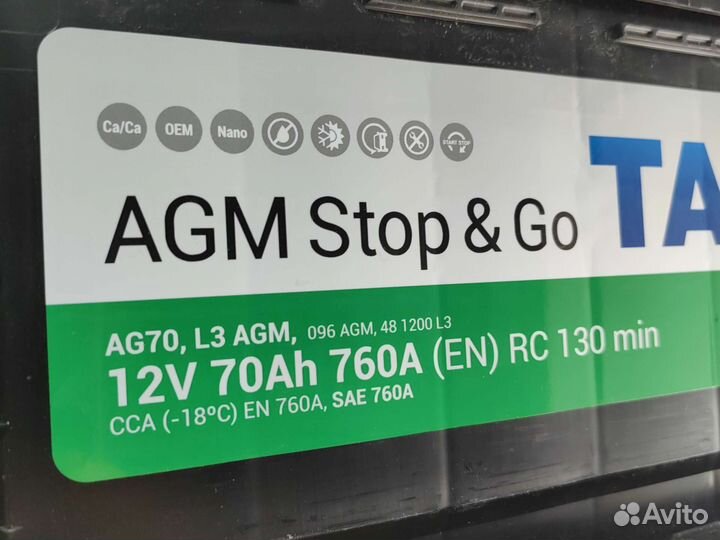 Ca/Ca OEM Nano START STOP
AGM Stop & Go TA
AG70, L3 AGM, 096 AGM, 48 1200 L3
12V 70Ah 760A (EN) RC 130 min
CCA (-18ºC) EN 760A, SAE 760A
Avito